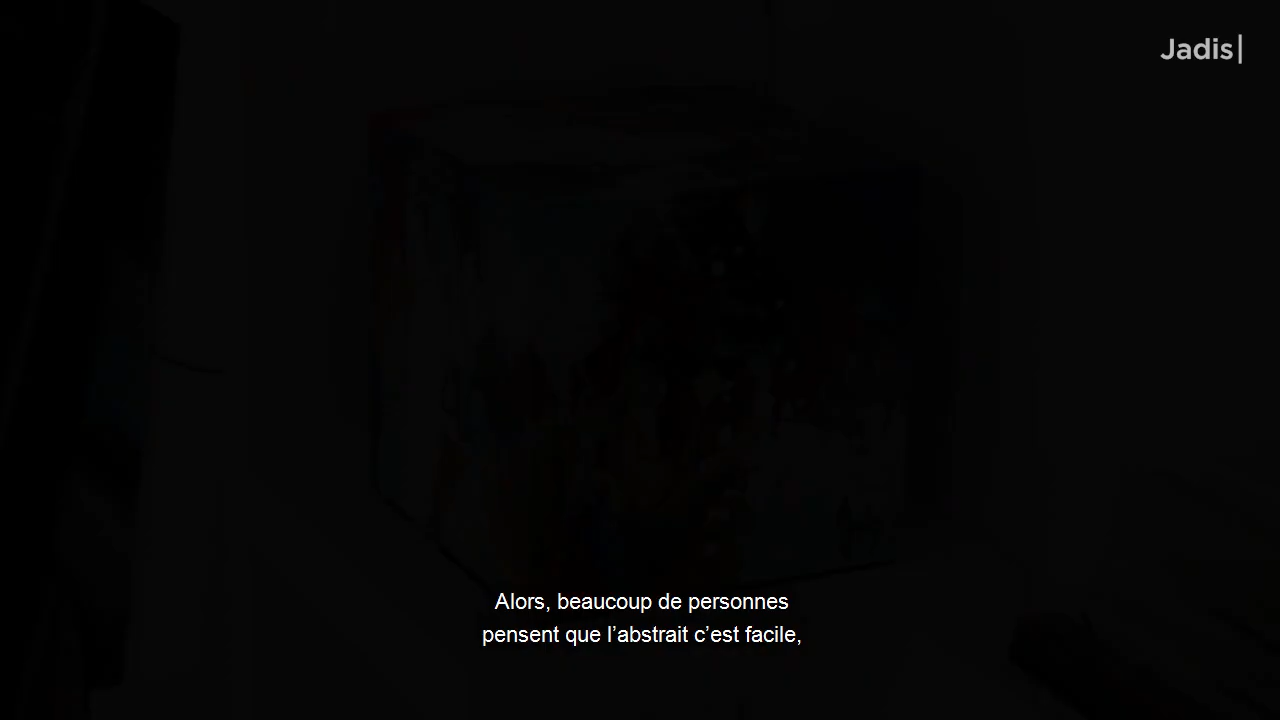 Jadis|
Alors, beaucoup de personnes
pensent que l’abstrait c’est facile,